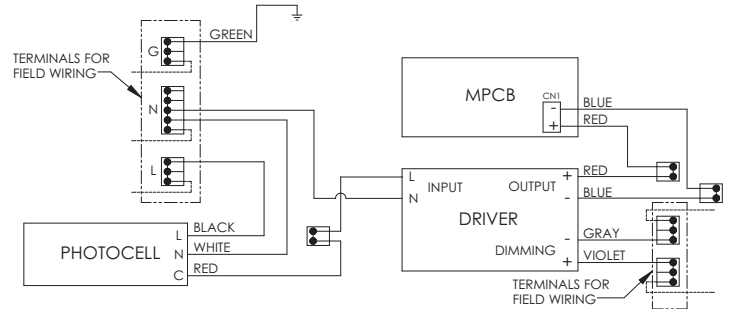 GREEN
G
TERMINALS FOR
FIELD WIRING
N
L
MPCB
CN1
-
+
BLUE
RED
L
N
INPUT
OUTPUT
+
-
RED
BLUE
DRIVER
DIMMING
-
+
GRAY
VIOLET
TERMINALS FOR
FIELD WIRING
PHOTOCELL
L
N
C
BLACK
WHITE
RED